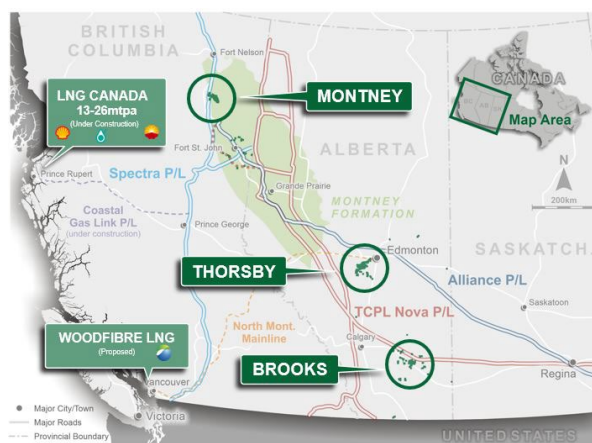 BRITISH
COLUMBIA
Fort Nelson
LNG CANADA
13-26mtpa
(Under Construction)
MONTNEY
CANADA
BC
AB
SK
Map Area
Fort St. John
ALBERTA
N
200km
Spectra P/L
Prince Rupert
Grande Prairie
MONTNEY
FORMATION
Coastal
Gas Link P/L
(under construction)
Prince George
SASKATCH
Edmonton
THORSBY
Alliance P/L
TCPL Nova P/L
Saskatoon
North Mont.
Mainline
WOODFIBRE LNG
(Proposed)
Calgary
BROOKS
Regina
Vancouver
Victoria
Major City/Town
Major Roads
Provincial Boundary
UNITED STATES